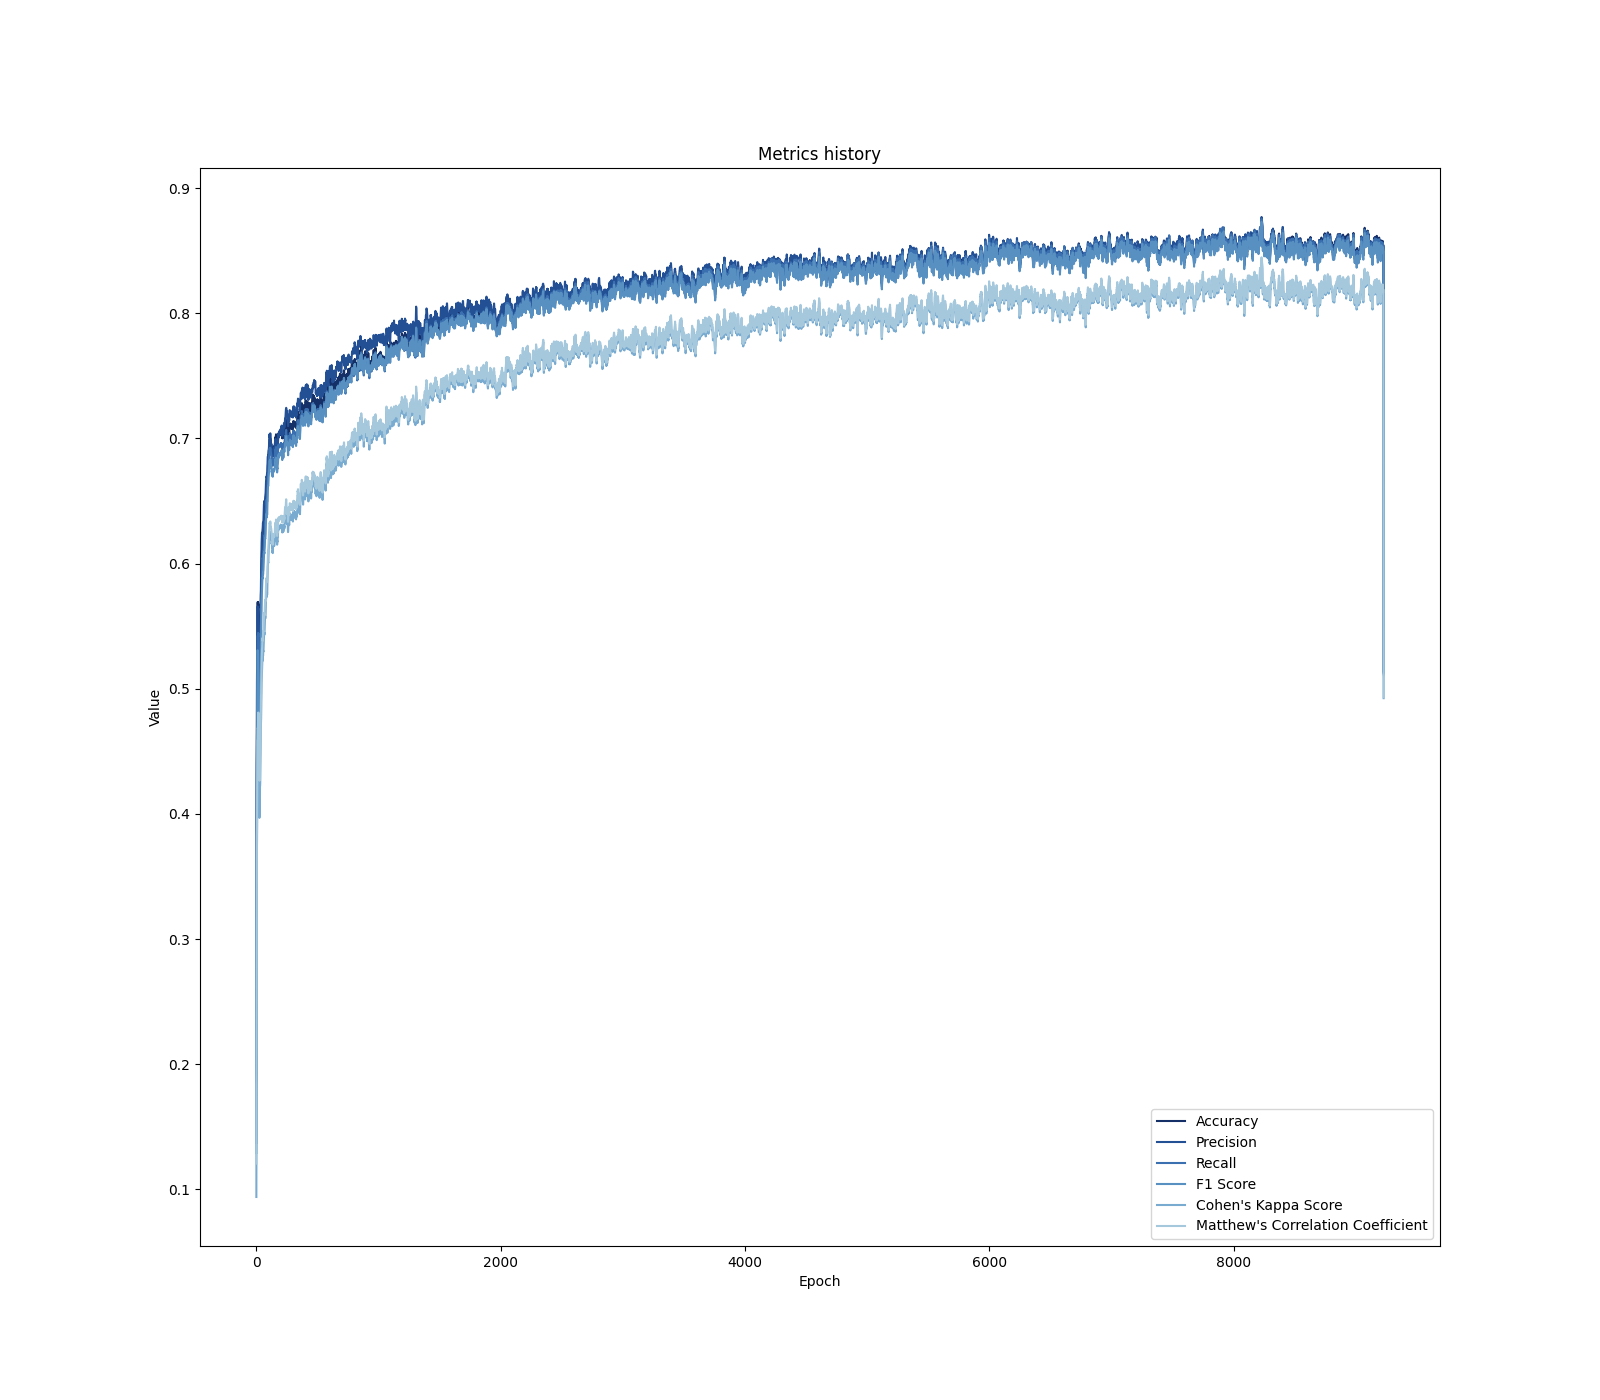 Metrics history
0.9
0.8
0.7
0.6
0.5
0.4
0.3
0.2
0.1
Value
0 2000 4000 6000 8000
Epoch
Accuracy
Precision
Recall
F1 Score
Cohen's Kappa Score
Matthew's Correlation Coefficient